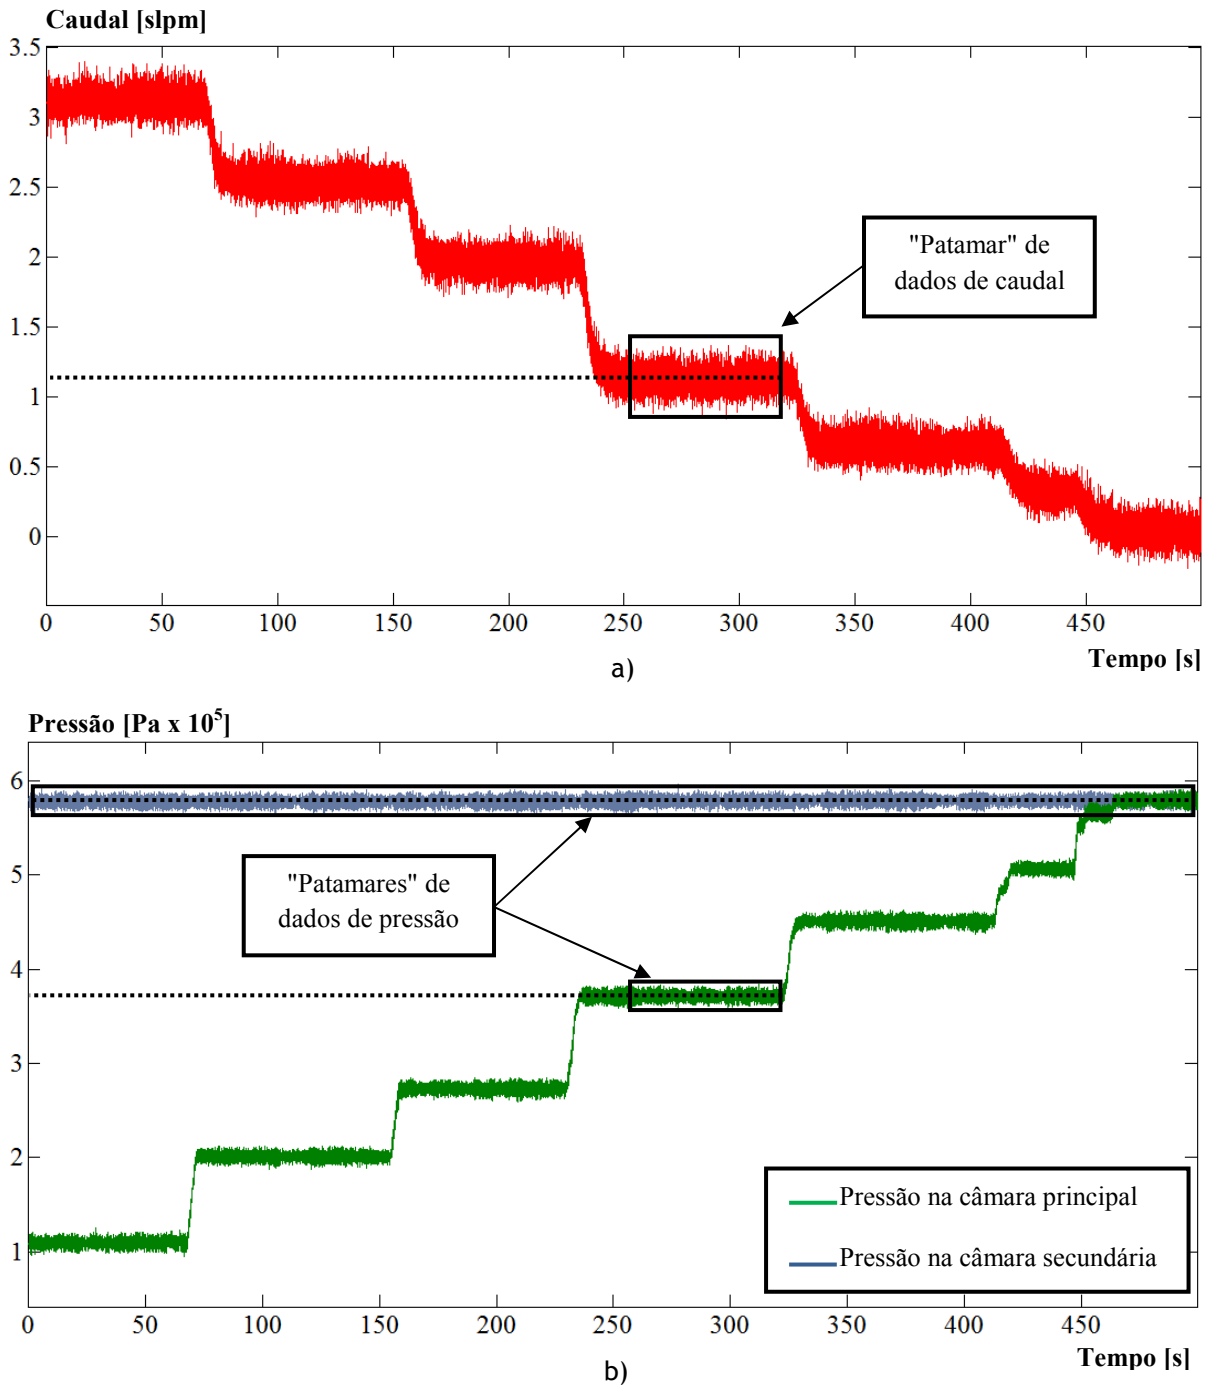 Caudal [slpm]
3.5
3
2.5
2
1.5
1
0.5
0
"Patamar" de
dados de caudal
0 50 100 150 200 250 300 350 400 450
Tempo [s]
a)
Pressão [Pa x 10⁵]
6
5
4
3
2
1
"Patamares" de
dados de pressão
Pressão na câmara principal
Pressão na câmara secundária
0 50 100 150 200 250 300 350 400 450
Tempo [s]
b)